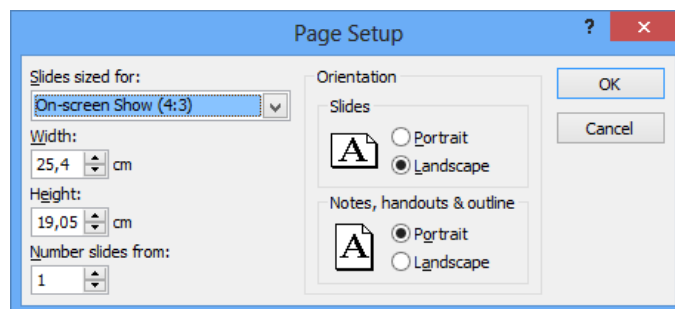 Page Setup
?
Slides sized for:
On-screen Show (4:3)
Width:
25,4 cm
Height:
19,05 cm
Number slides from:
1
Orientation
Slides
A
Portrait
Landscape
Notes, handouts & outline
A
Portrait
Landscape
OK
Cancel